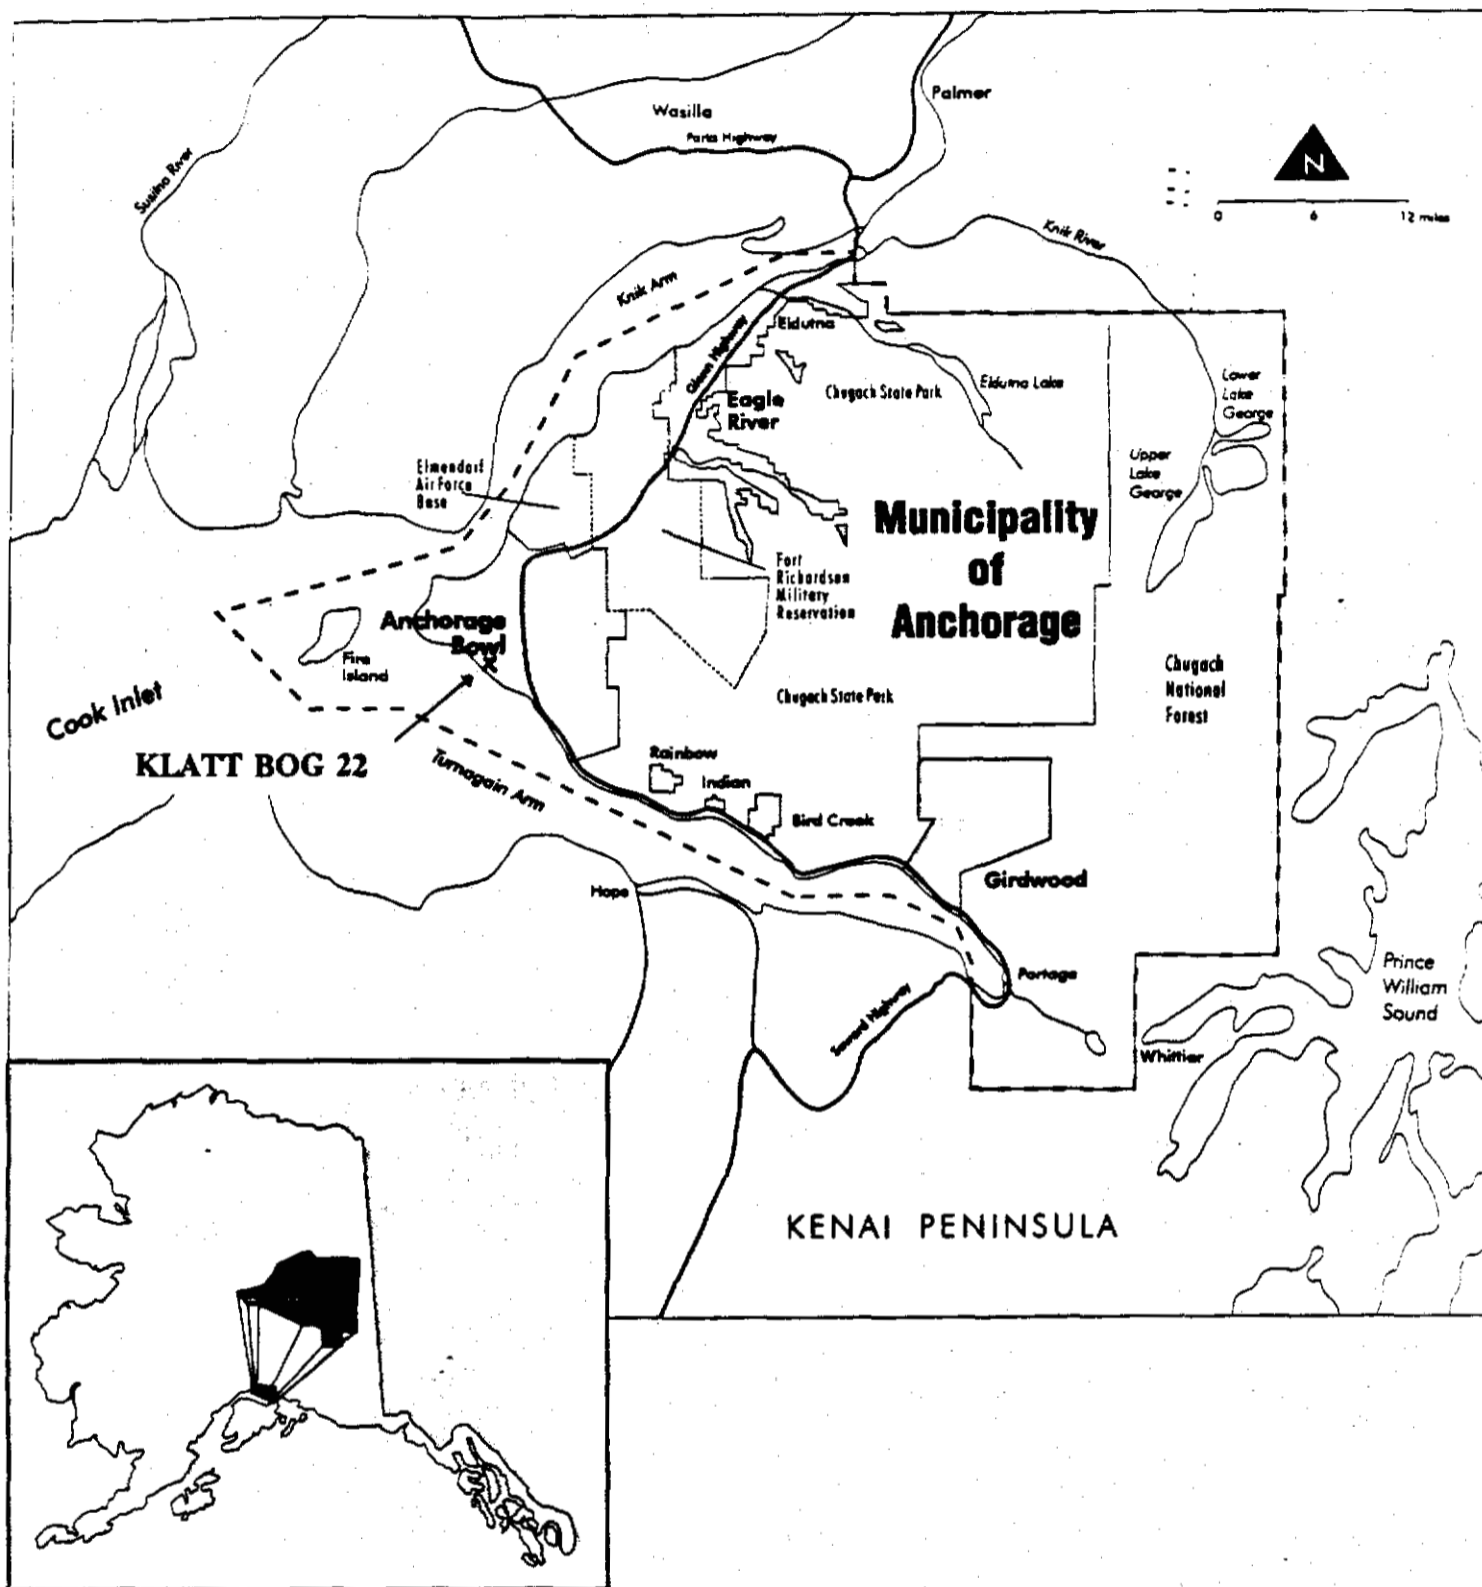 Palmer
Wasilla
Parks Highway
N
0 6 12 miles
Susitna River
Knik River
Knik Arm
Glenn Highway
Eklutna
Lower
Lake
George
Eklutna Lake
Chugach State Park
Eagle
River
Upper
Lake
George
Elmendorf
Air Force
Base
Municipality
of
Anchorage
Fort
Richardson
Military
Reservation
Anchorage
Bowl
X
Fire
Island
Chugach
National
Forest
Chugach State Park
Cook Inlet
KLATT BOG 22
Turnagain Arm
Rainbow
Indian
Bird Creek
Hope
Girdwood
Portage
Prince
William
Sound
Seward Highway
Whittier
KENAI PENINSULA